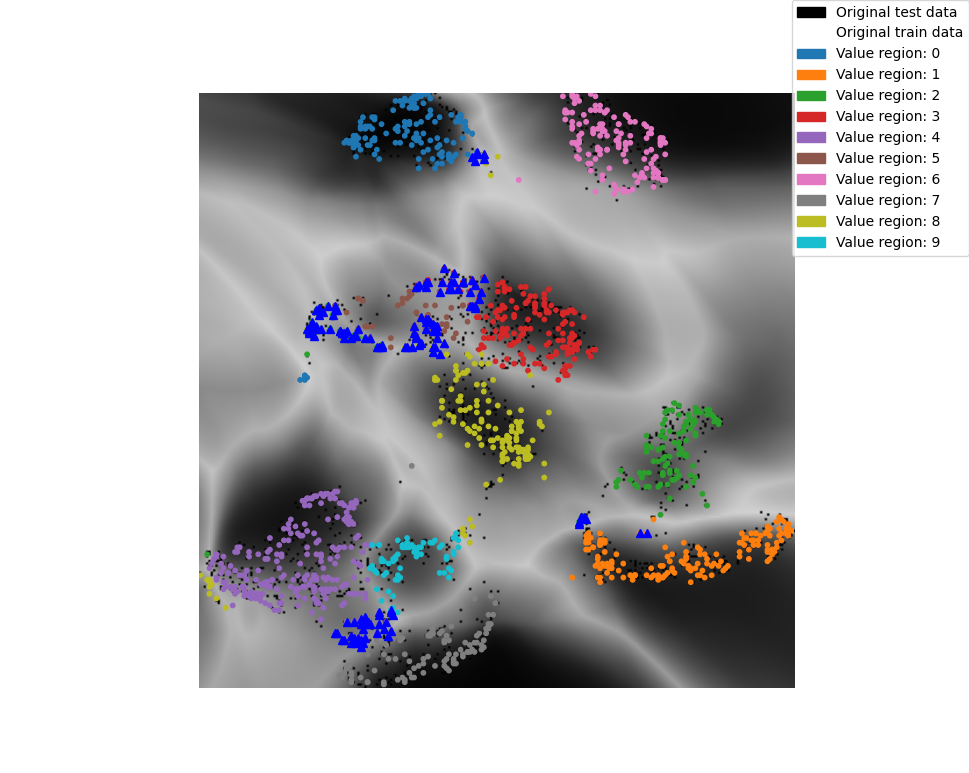 Original test data
Original train data
Value region: 0
Value region: 1
Value region: 2
Value region: 3
Value region: 4
Value region: 5
Value region: 6
Value region: 7
Value region: 8
Value region: 9